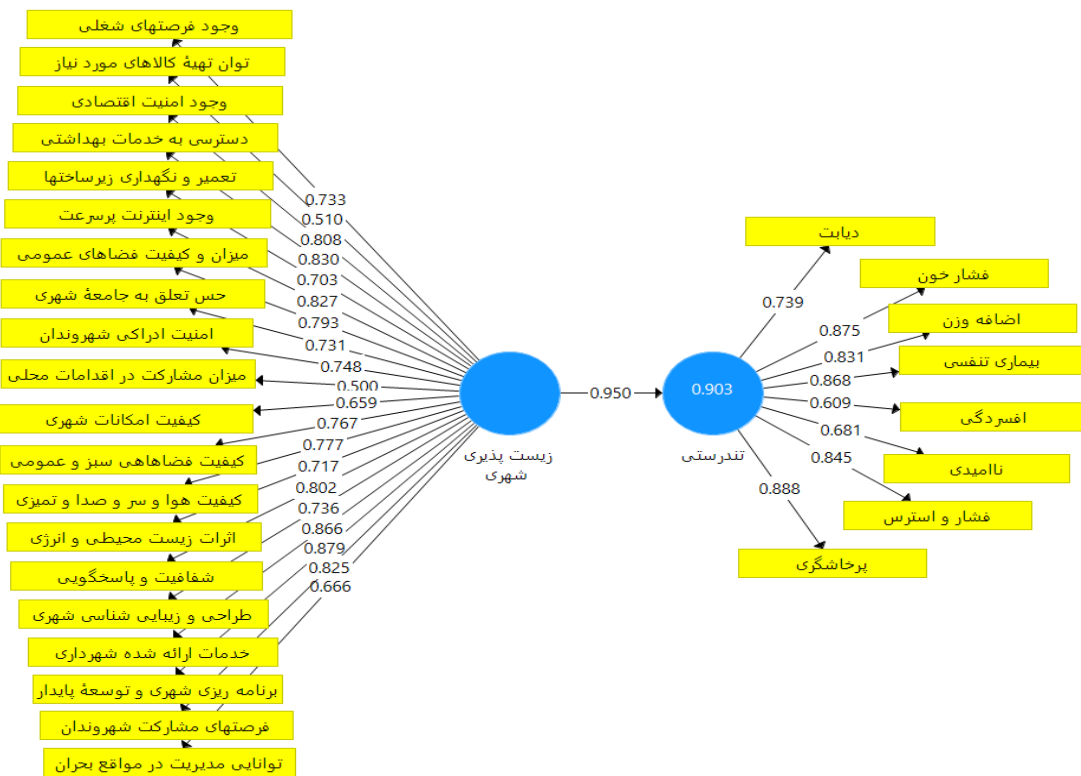 وجود فرصتهای شغلی
توان تهیۀ کالاهای مورد نیاز
وجود امنیت اقتصادی
دسترسی به خدمات بهداشتی
تعمیر و نگهداری زیرساختها
وجود اینترنت پرسرعت
میزان و کیفیت فضاهای عمومی
حس تعلق به جامعۀ شهری
امنیت ادراکی شهروندان
میزان مشارکت در اقدامات محلی
کیفیت امکانات شهری
کیفیت فضاهاهی سبز و عمومی
کیفیت هوا و سر و صدا و تمیزی
اثرات زیست محیطی و انرژی
شفافیت و پاسخگویی
طراحی و زیبایی شناسی شهری
خدمات ارائه شده شهرداری
برنامه ریزی شهری و توسعۀ پایدار
فرصتهای مشارکت شهروندان
توانایی مدیریت در مواقع بحران
0.733
0.510
0.808
0.830
0.703
0.827
0.793
0.731
0.748
0.500
0.659
0.767
0.777
0.717
0.802
0.736
0.866
0.879
0.825
0.666
زیست پذیری
شهری
0.950
0.903
تندرستی
0.739
0.875
0.831
0.868
0.609
0.681
0.845
0.888
دیابت
فشار خون
اضافه وزن
بیماری تنفسی
افسردگی
ناامیدی
فشار و استرس
پرخاشگری